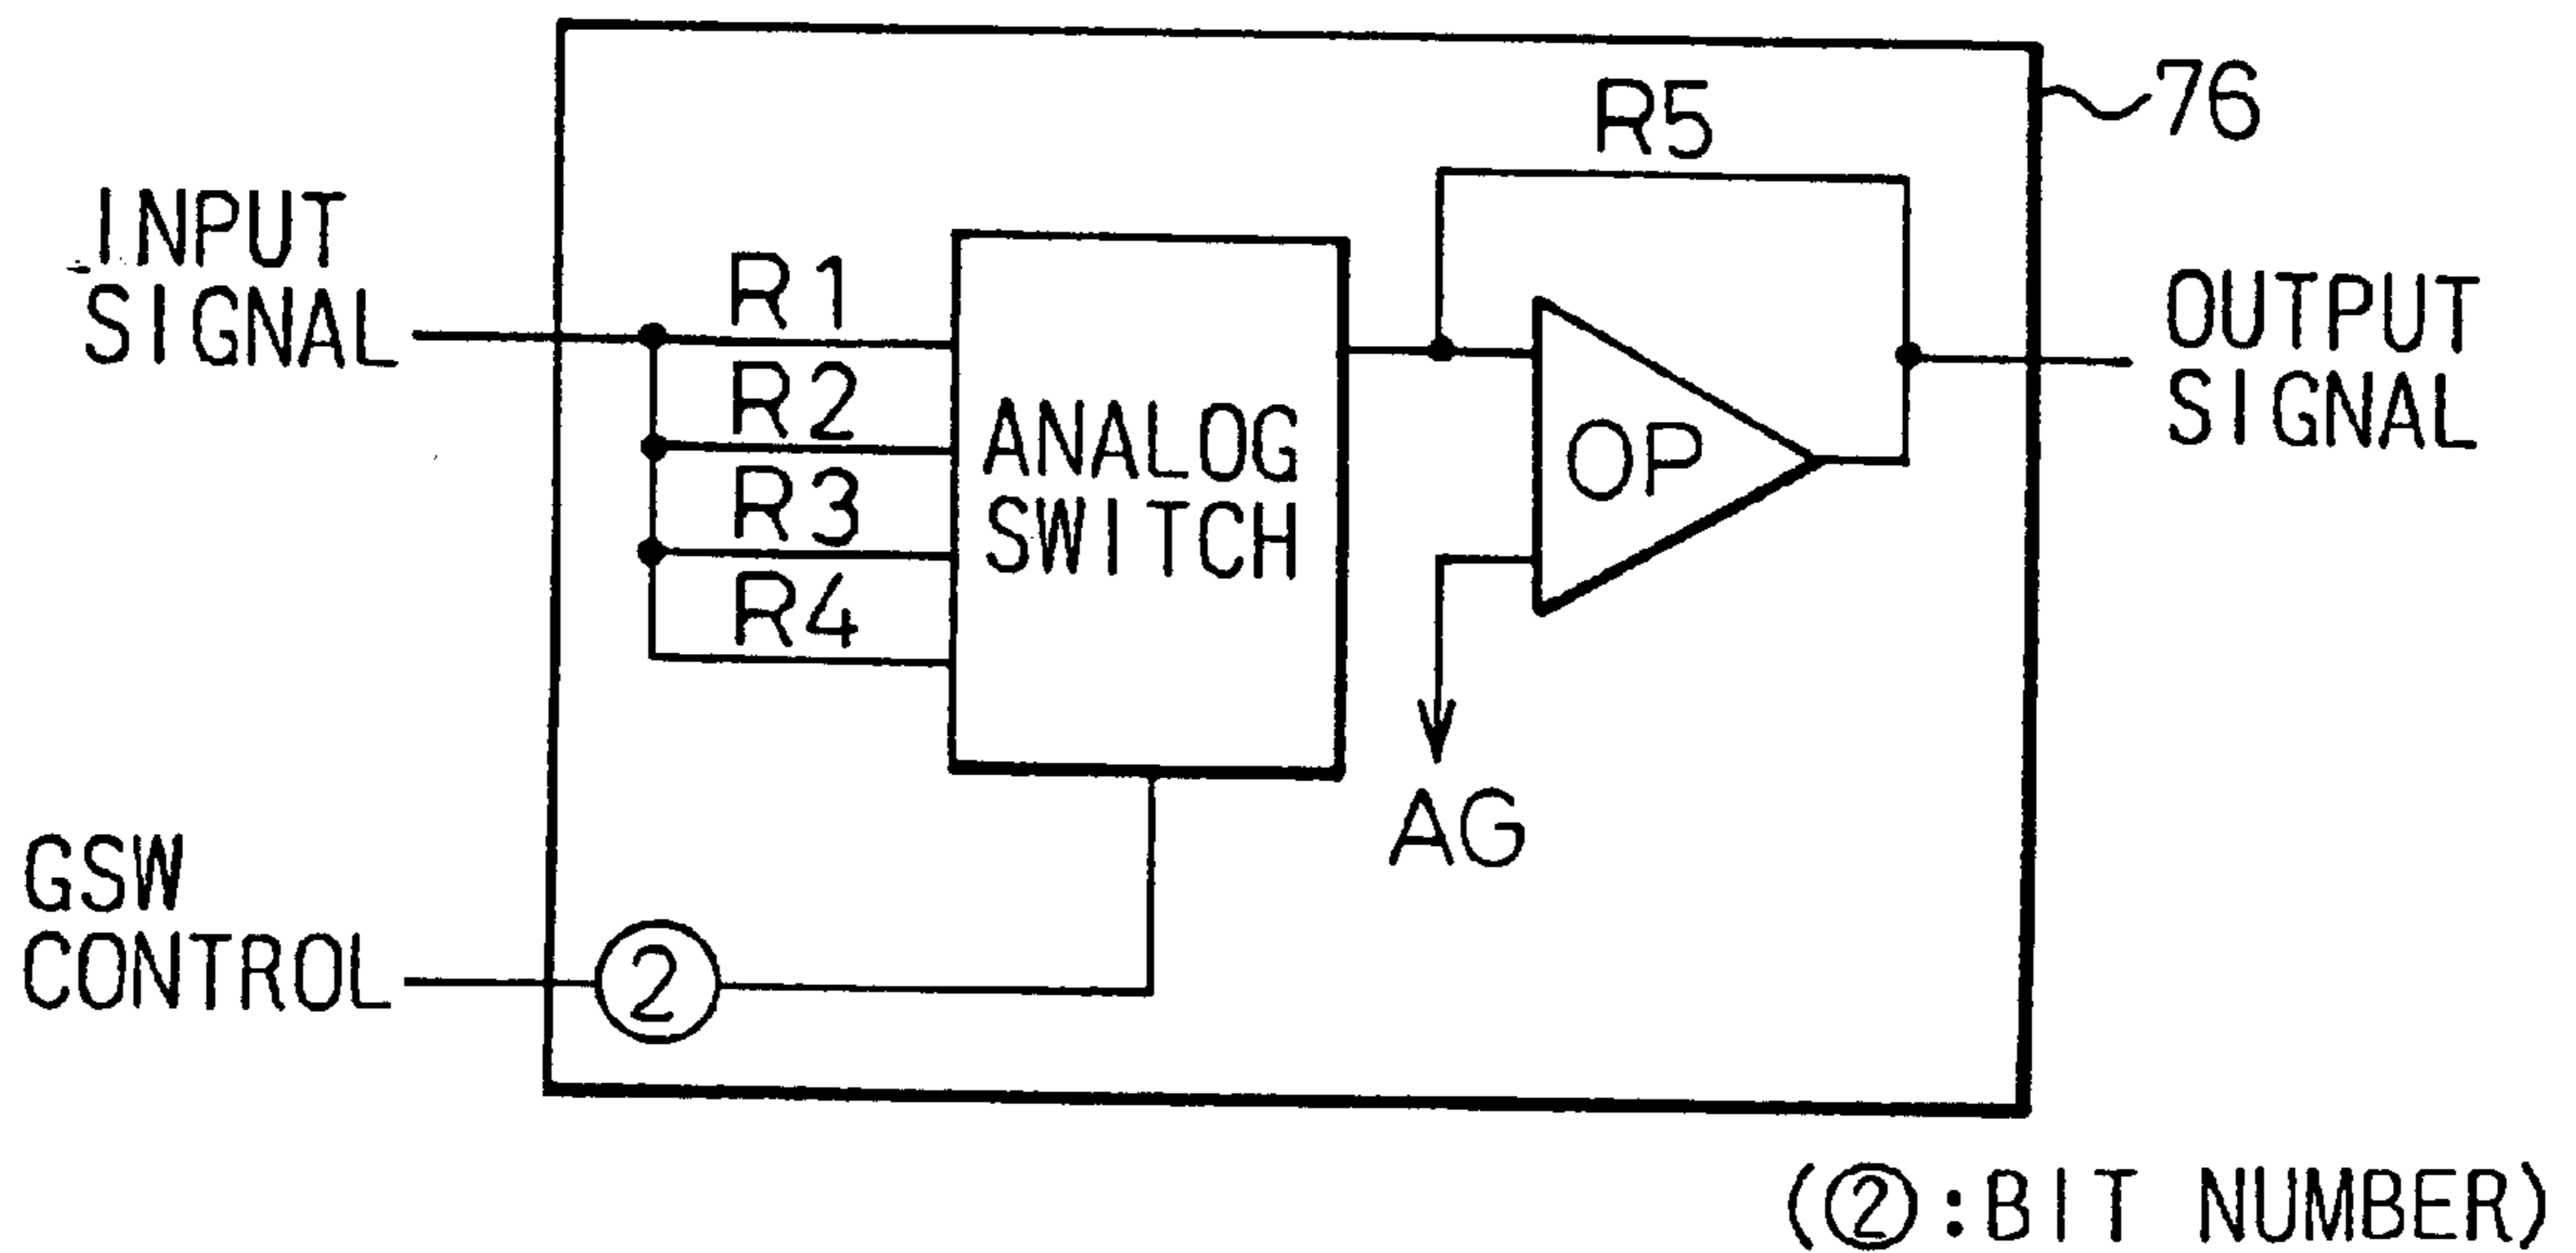 76
R5
INPUT
SIGNAL
R1
R2
R3
R4
ANALOG
SWITCH
OP
OUTPUT
SIGNAL
AG
GSW
CONTROL
②
(②:BIT NUMBER)